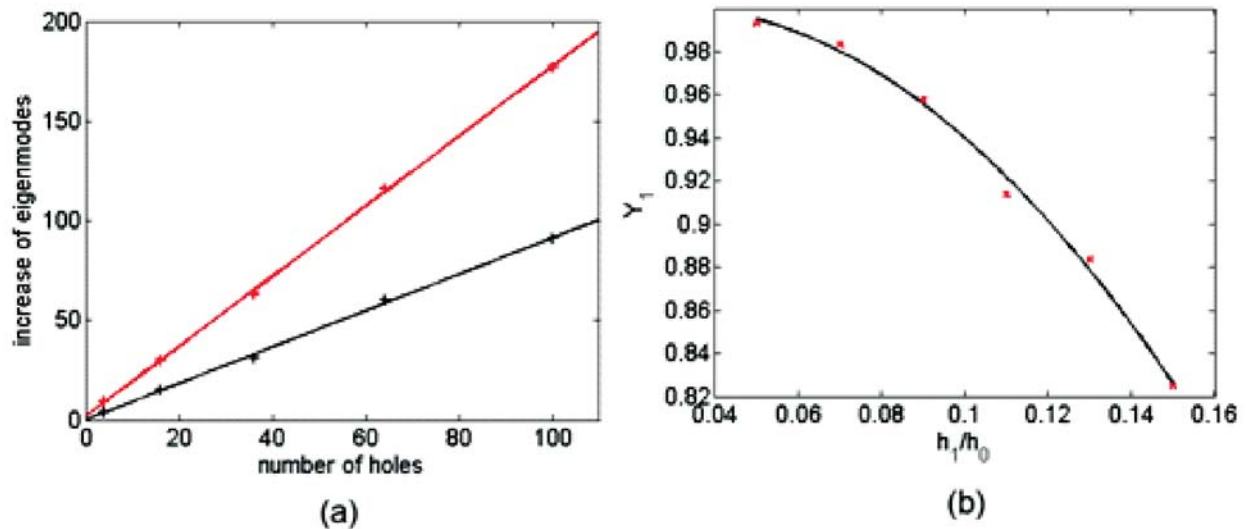 increase of eigenmodes
200
150
100
50
0
0 20 40 60 80 100
number of holes
(a)
Y₁
0.98
0.96
0.94
0.92
0.9
0.88
0.86
0.84
0.82
0.04 0.06 0.08 0.1 0.12 0.14 0.16
h₁/h₀
(b)